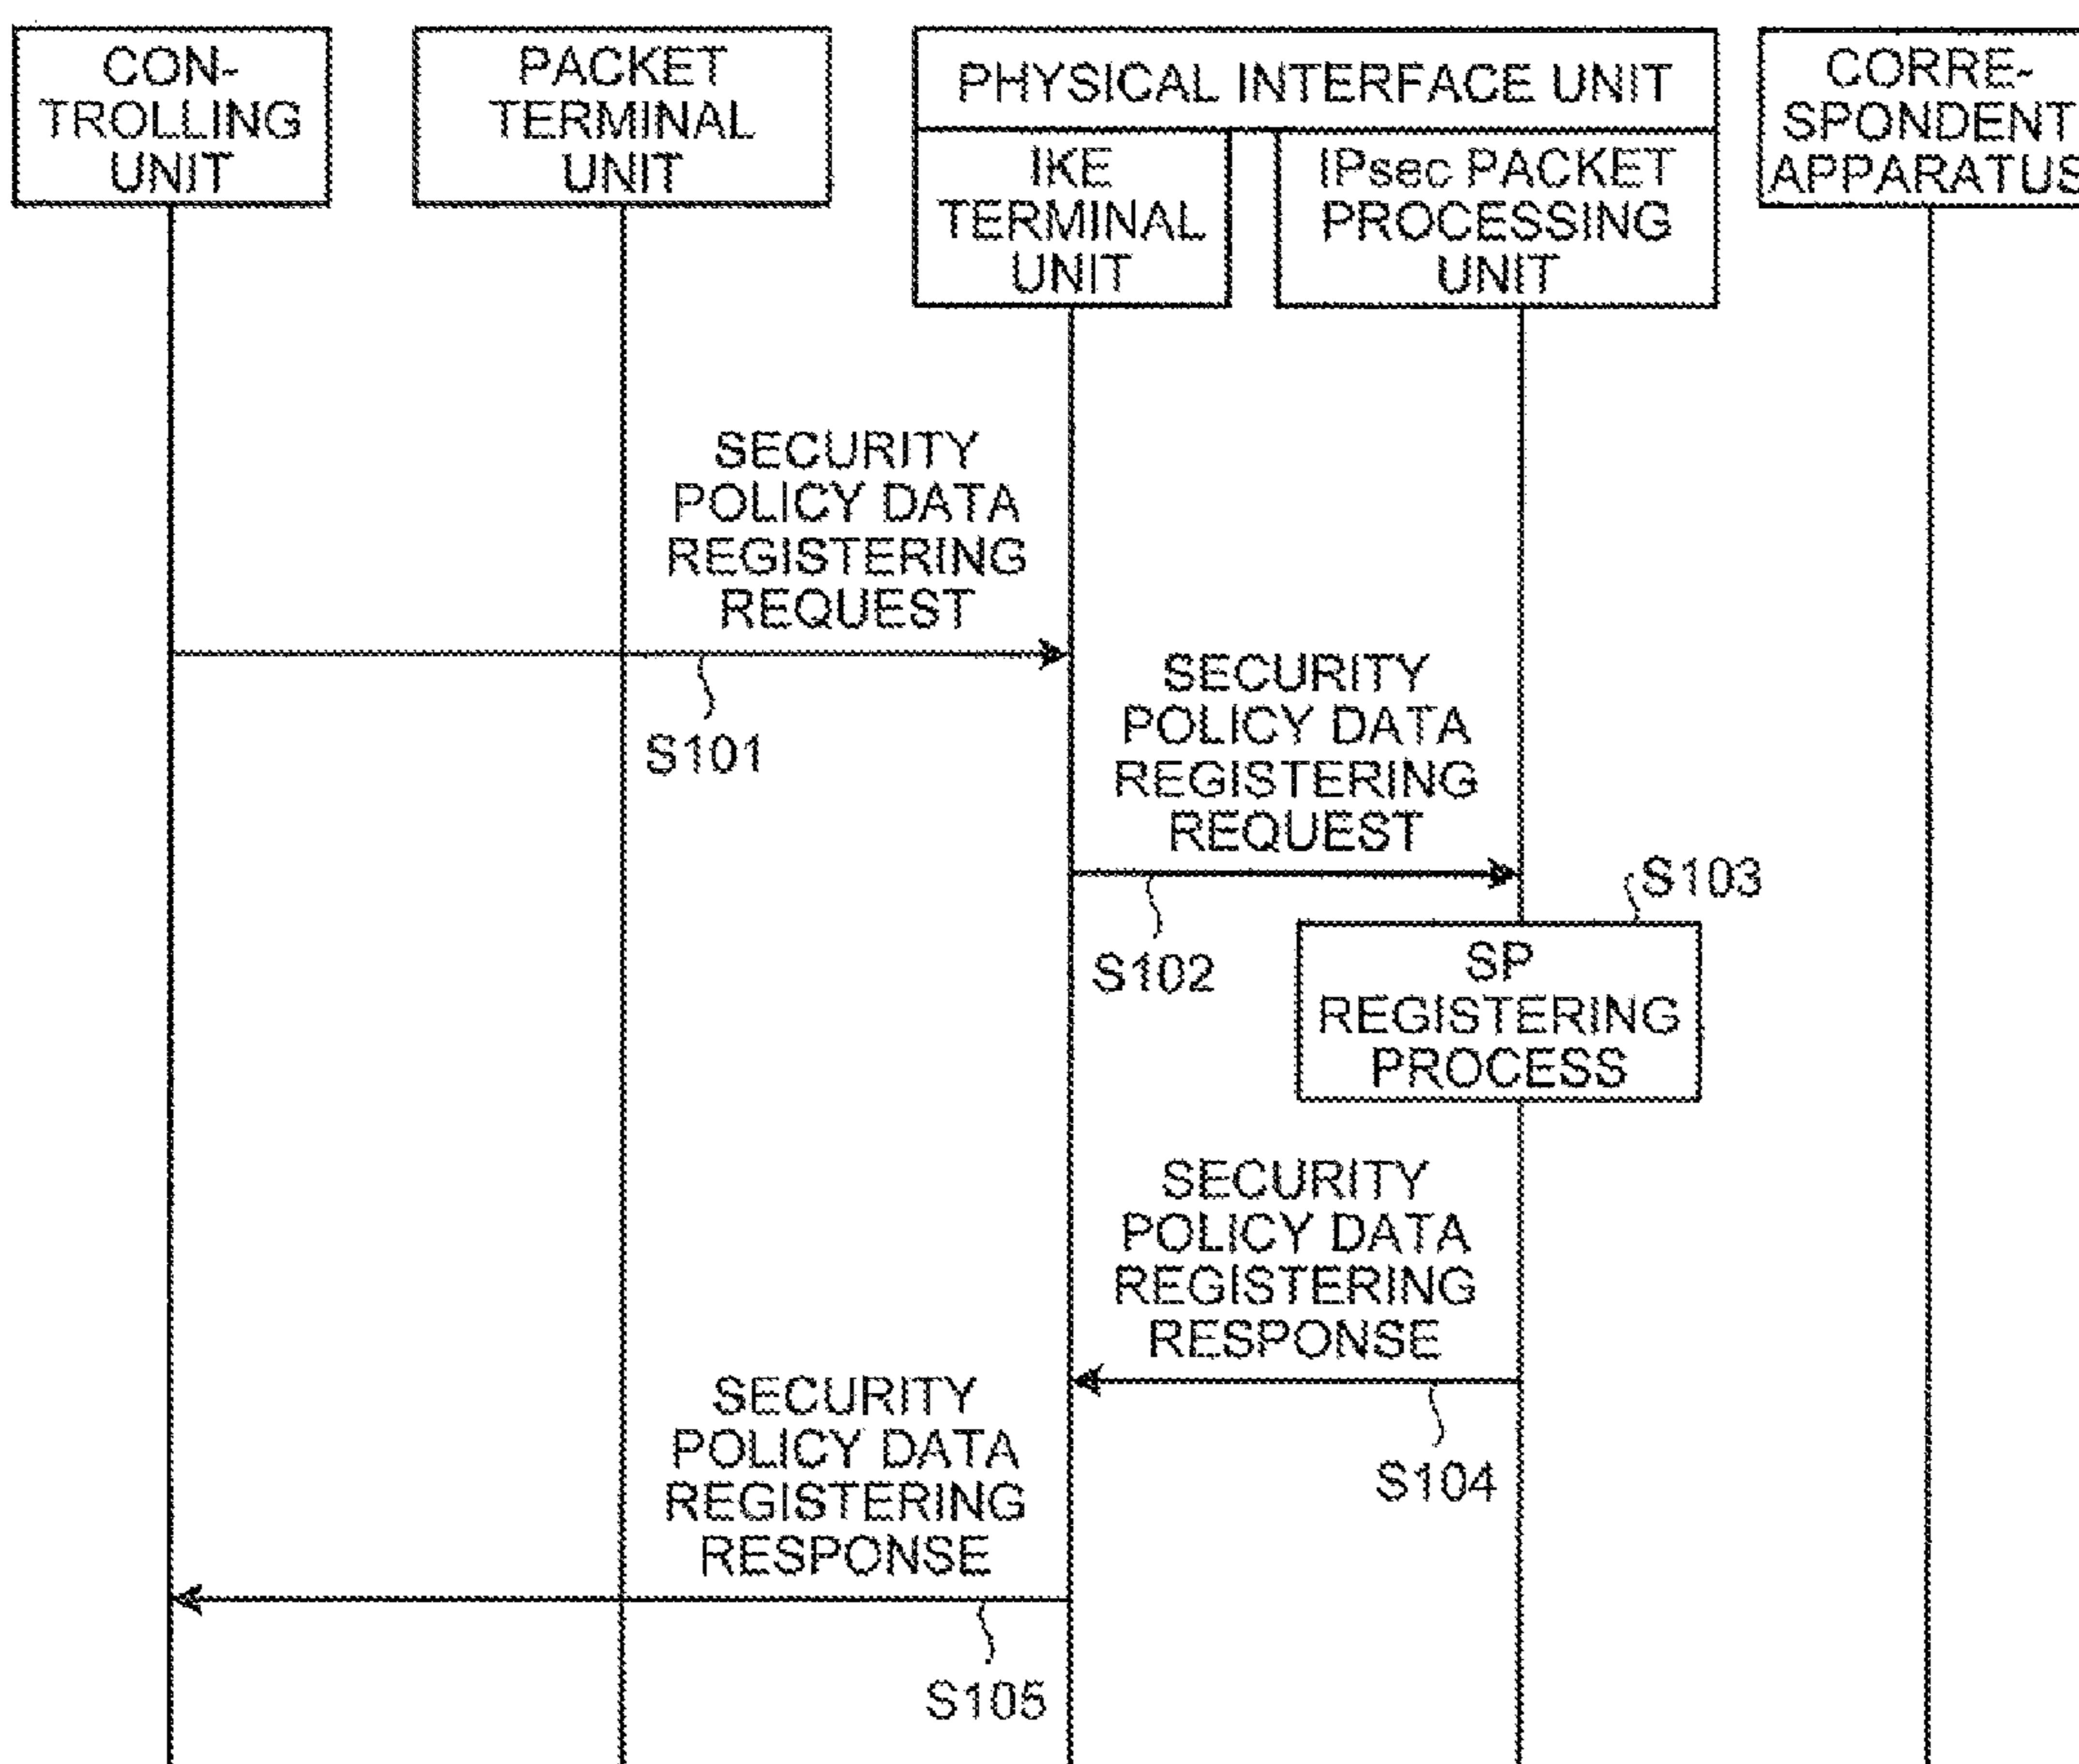 CON-
TROLLING
UNIT
PACKET
TERMINAL
UNIT
PHYSICAL INTERFACE UNIT
IKE
TERMINAL
UNIT
IPsec PACKET
PROCESSING
UNIT
CORRE-
SPONDENT
APPARATUS
SECURITY
POLICY DATA
REGISTERING
REQUEST
S101
SECURITY
POLICY DATA
REGISTERING
REQUEST
S102
S103
SP
REGISTERING
PROCESS
SECURITY
POLICY DATA
REGISTERING
RESPONSE
S104
SECURITY
POLICY DATA
REGISTERING
RESPONSE
S105